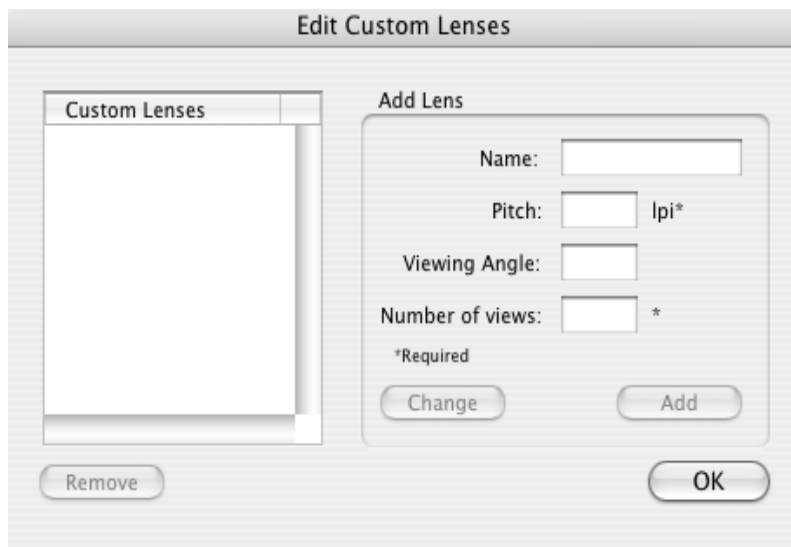 Edit Custom Lenses
Custom Lenses
Add Lens
Name:
Pitch: lpi*
Viewing Angle:
Number of views: *
*Required
Change Add
Remove OK